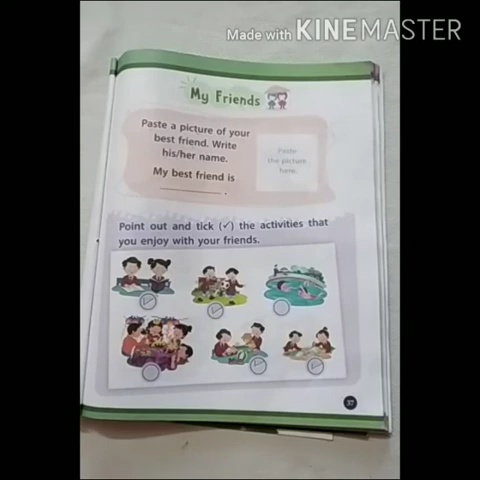 Made with KINEMASTER
My Friends
Paste a picture of your
best friend. Write
his/her name.
My best friend is
____________ .
Paste
the picture
here.
Point out and tick (✓) the activities that
you enjoy with your friends.
37